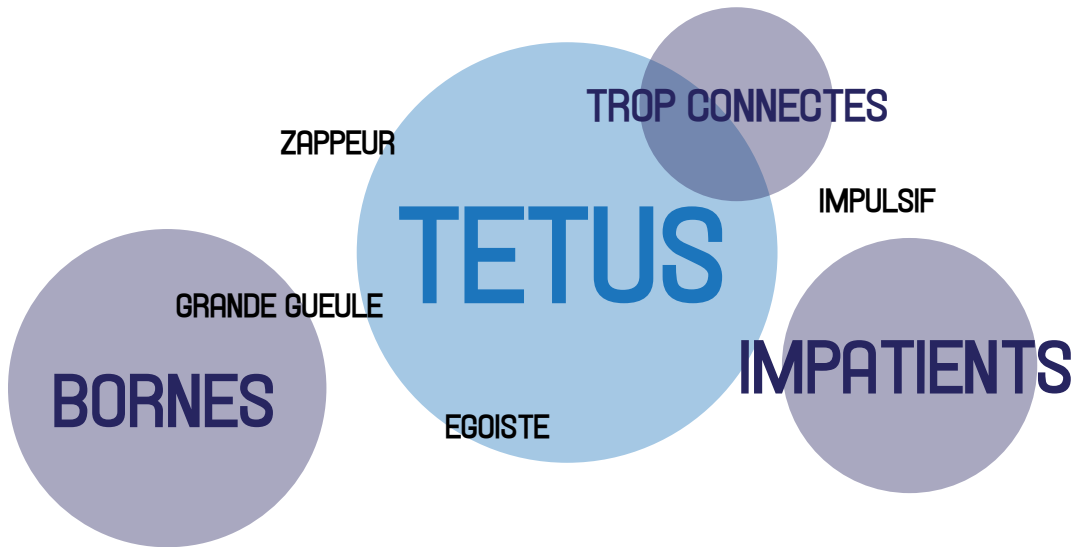 TROP CONNECTES
ZAPPEUR
IMPULSIF
TETUS
GRANDE GUEULE
IMPATIENTS
BORNES
EGOISTE